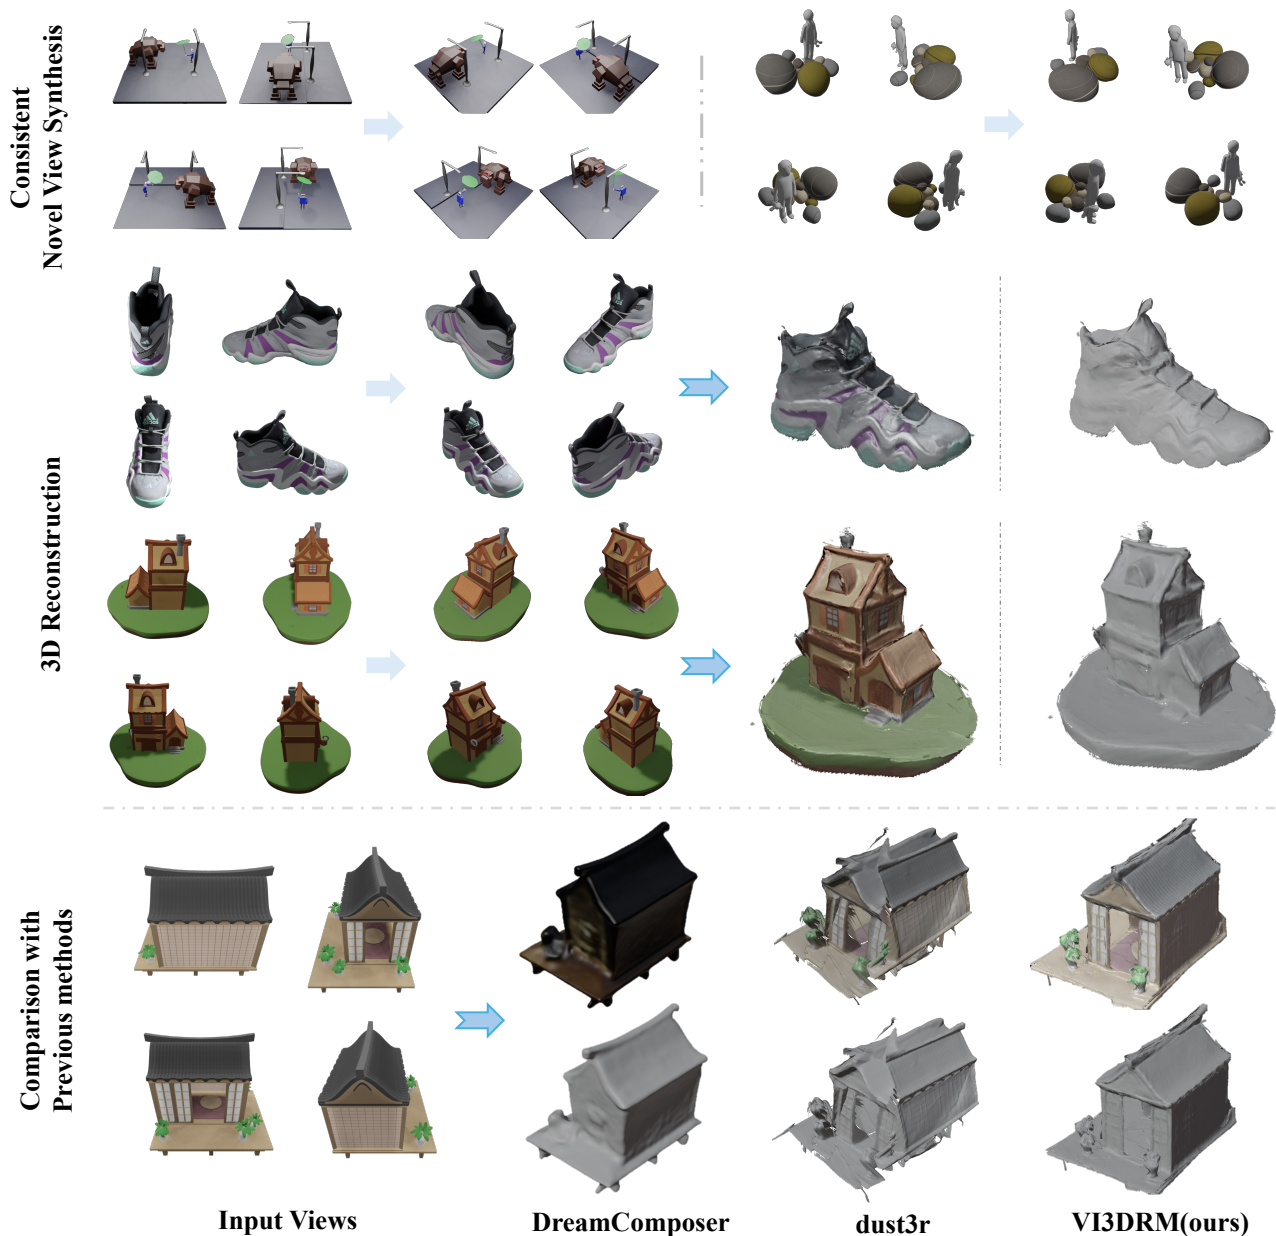 Consistent
Novel View Synthesis
3D Reconstruction
Comparison with
Previous methods
Input Views
DreamComposer
dust3r
VI3DRM(ours)